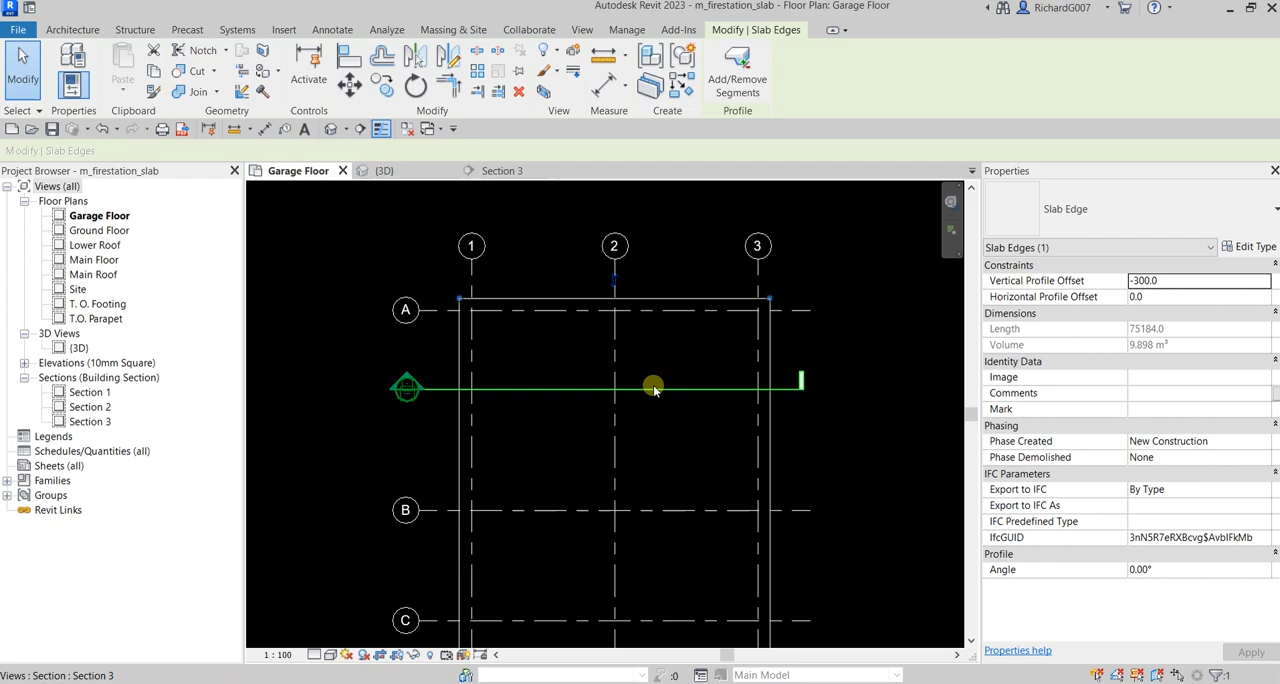 Autodesk Revit 2023 - m_firestation_slab - Floor Plan: Garage Floor
RichardG007
File Architecture Structure Precast Systems Insert Annotate Analyze Massing & Site Collaborate View Manage Add-Ins Modify | Slab Edges
Modify
Paste
Notch
Cut
Join
Activate
Add/Remove
Segments
Select Properties Clipboard Geometry Controls Modify View Measure Create Profile
Modify | Slab Edges
Project Browser - m_firestation_slab
Views (all)
Floor Plans
Garage Floor
Ground Floor
Lower Roof
Main Floor
Main Roof
Site
T. O. Footing
T.O. Parapet
3D Views
{3D}
Elevations (10mm Square)
Sections (Building Section)
Section 1
Section 2
Section 3
Legends
Schedules/Quantities (all)
Sheets (all)
Families
Groups
Revit Links
Garage Floor {3D} Section 3
1 2 3
A
B
C
1 : 100
Properties
Slab Edge
Slab Edges (1) Edit Type
Constraints
Vertical Profile Offset -300.0
Horizontal Profile Offset 0.0
Dimensions
Length 75184.0
Volume 9.898 m³
Identity Data
Image
Comments
Mark
Phasing
Phase Created New Construction
Phase Demolished None
IFC Parameters
Export to IFC By Type
Export to IFC As
IFC Predefined Type
IfcGUID 3nN5R7eRXBcvg$AvbIFkMb
Profile
Angle 0.00°
Properties help Apply
Views : Section : Section 3
:0
Main Model
:1